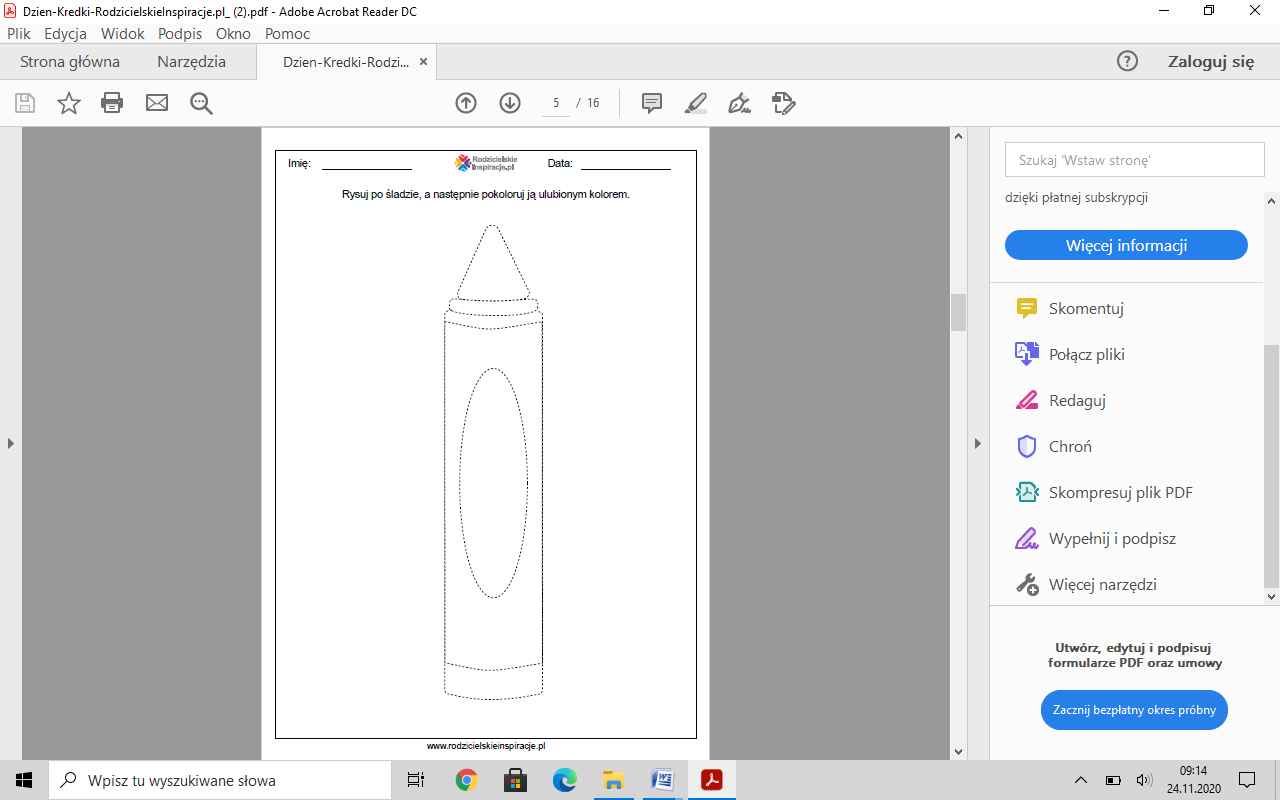 Dzien-Kredki-RodzicielskieInspiracje.pl_ (2).pdf - Adobe Acrobat Reader DC
Plik Edycja Widok Podpis Okno Pomoc
Strona główna Narzędzia Dzien-Kredki-Rodzi... Zaloguj się
5 / 16
Imię: Rodzicielskie Inspiracje.pl Data:
Rysuj po śladzie, a następnie pokoloruj ją ulubionym kolorem.
www.rodzicielskieinspiracje.pl
Szukaj 'Wstaw stronę'
dzięki płatnej subskrypcji
Więcej informacji
Skomentuj
Połącz pliki
Redaguj
Chroń
Skompresuj plik PDF
Wypełnij i podpisz
Więcej narzędzi
Utwórz, edytuj i podpisuj
formularze PDF oraz umowy
Zacznij bezpłatny okres próbny
Wpisz tu wyszukiwane słowa
09:14
24.11.2020